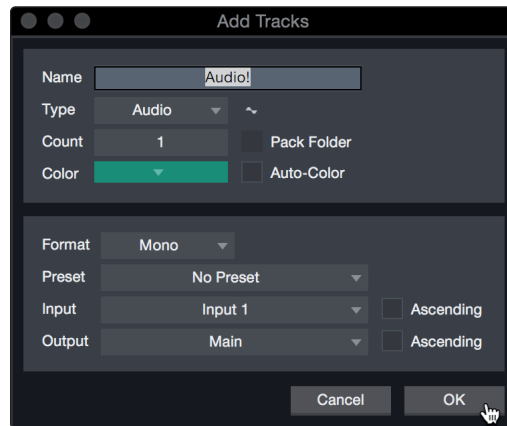 Add Tracks
Name Audio!
Type Audio
Count 1 Pack Folder
Color Auto-Color
Format Mono
Preset No Preset
Input Input 1 Ascending
Output Main Ascending
Cancel OK